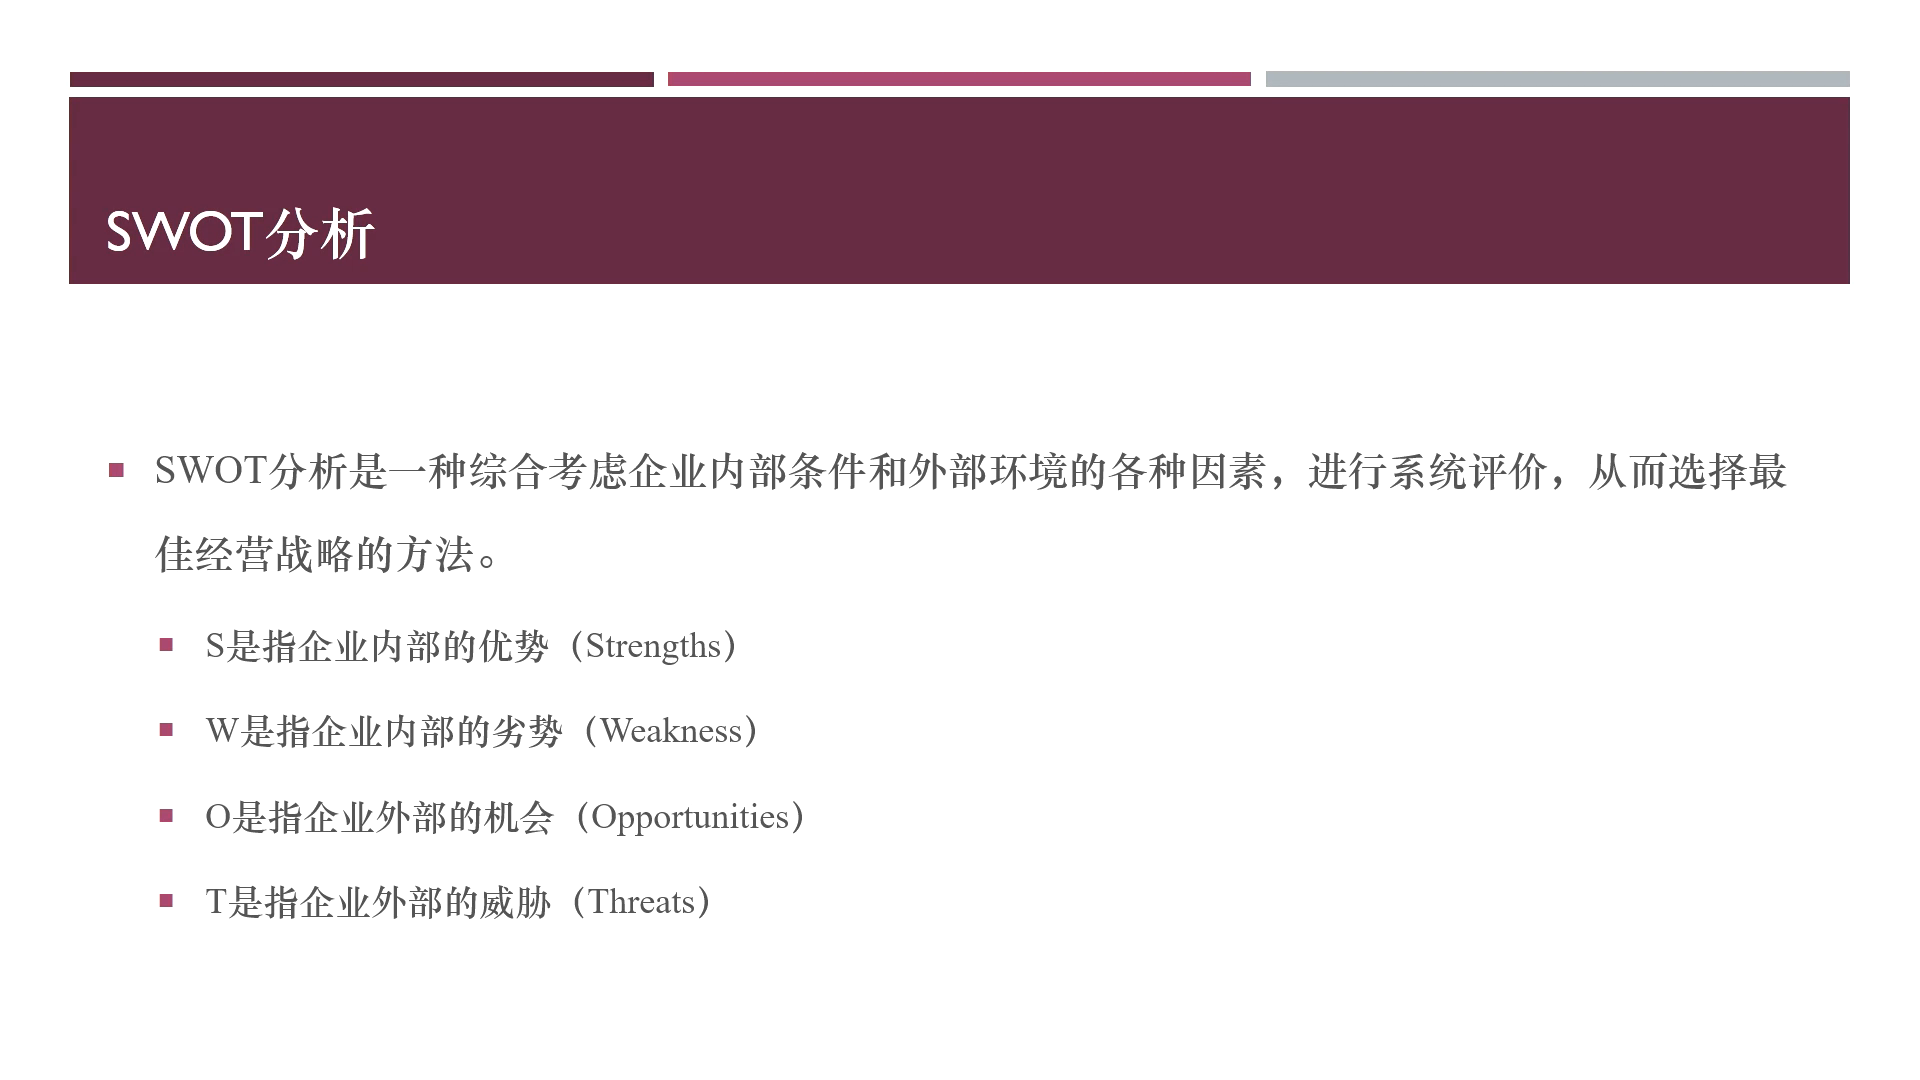 SWOT分析
SWOT分析是一种综合考虑企业内部条件和外部环境的各种因素，进行系统评价，从而选择最
佳经营战略的方法。
S是指企业内部的优势（Strengths）
W是指企业内部的劣势（Weakness）
O是指企业外部的机会（Opportunities）
T是指企业外部的威胁（Threats）